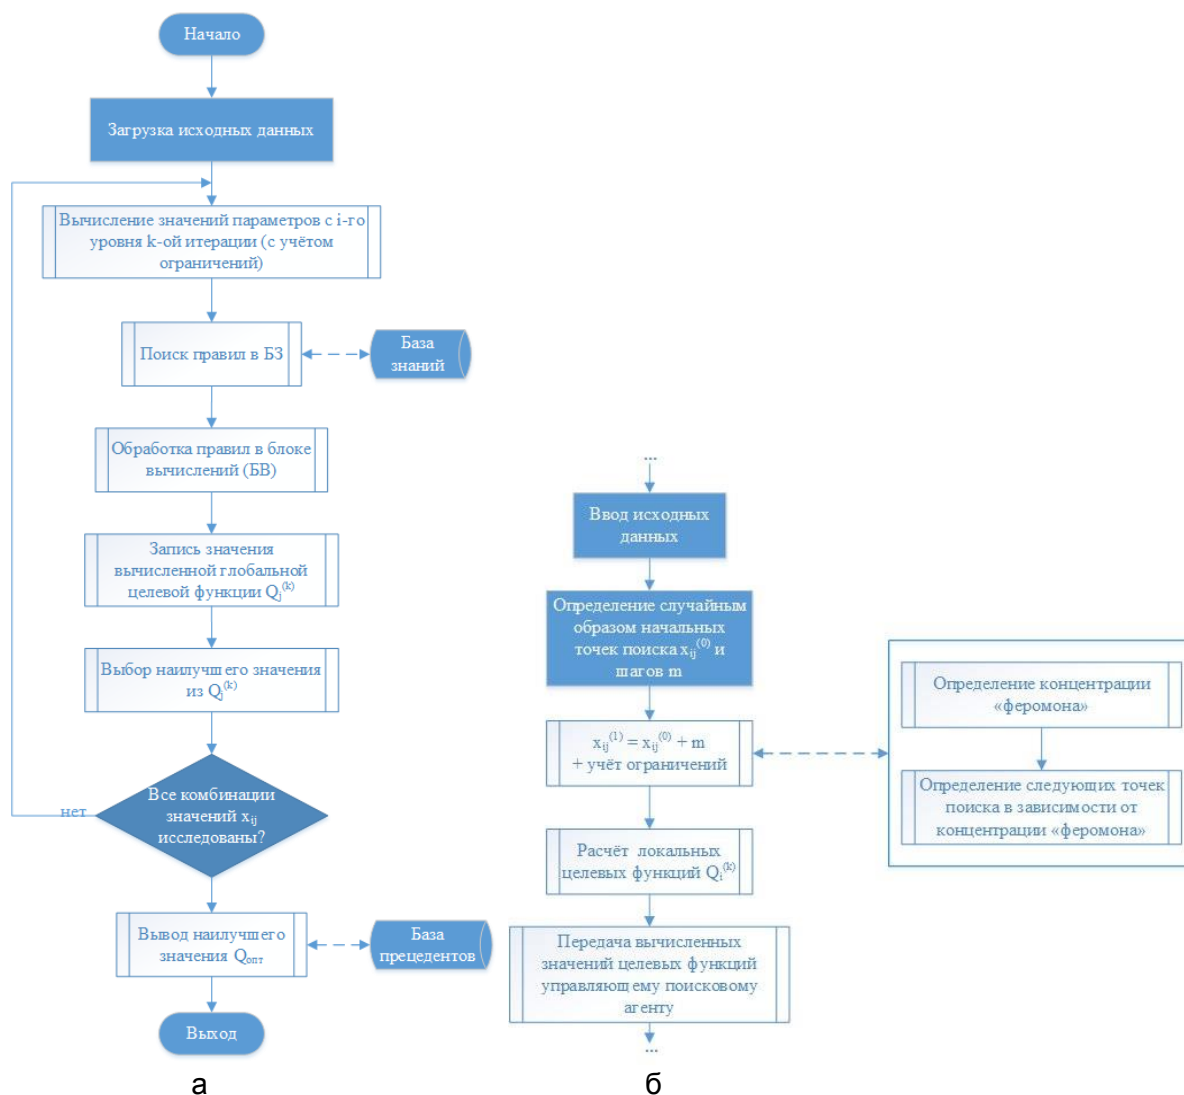 Начало
Загрузка исходных данных
Вычисление значений параметров с i-го
уровня k-ой итерации (с учётом
ограничений)
Поиск правил в БЗ
База
знаний
Обработка правил в блоке
вычислений (БВ)
Запись значения
вычисленной глобальной
целевой функции Qj(k)
Выбор наилучшего значения
из Qj(k)
Все комбинации
значений xij
исследованы?
нет
Вывод наилучшего
значения Qопт
База
прецедентов
Выход
а
...
Ввод исходных
данных
Определение случайным
образом начальных
точек поиска xij(0) и
шагов m
xij(1) = xij(0) + m
+ учёт ограничений
Определение концентрации
«феромона»
Определение следующих точек
поиска в зависимости от
концентрации «феромона»
Расчёт локальных
целевых функций Qi(k)
Передача вычисленных
значений целевых функций
управляющему поисковому
агенту
...
б